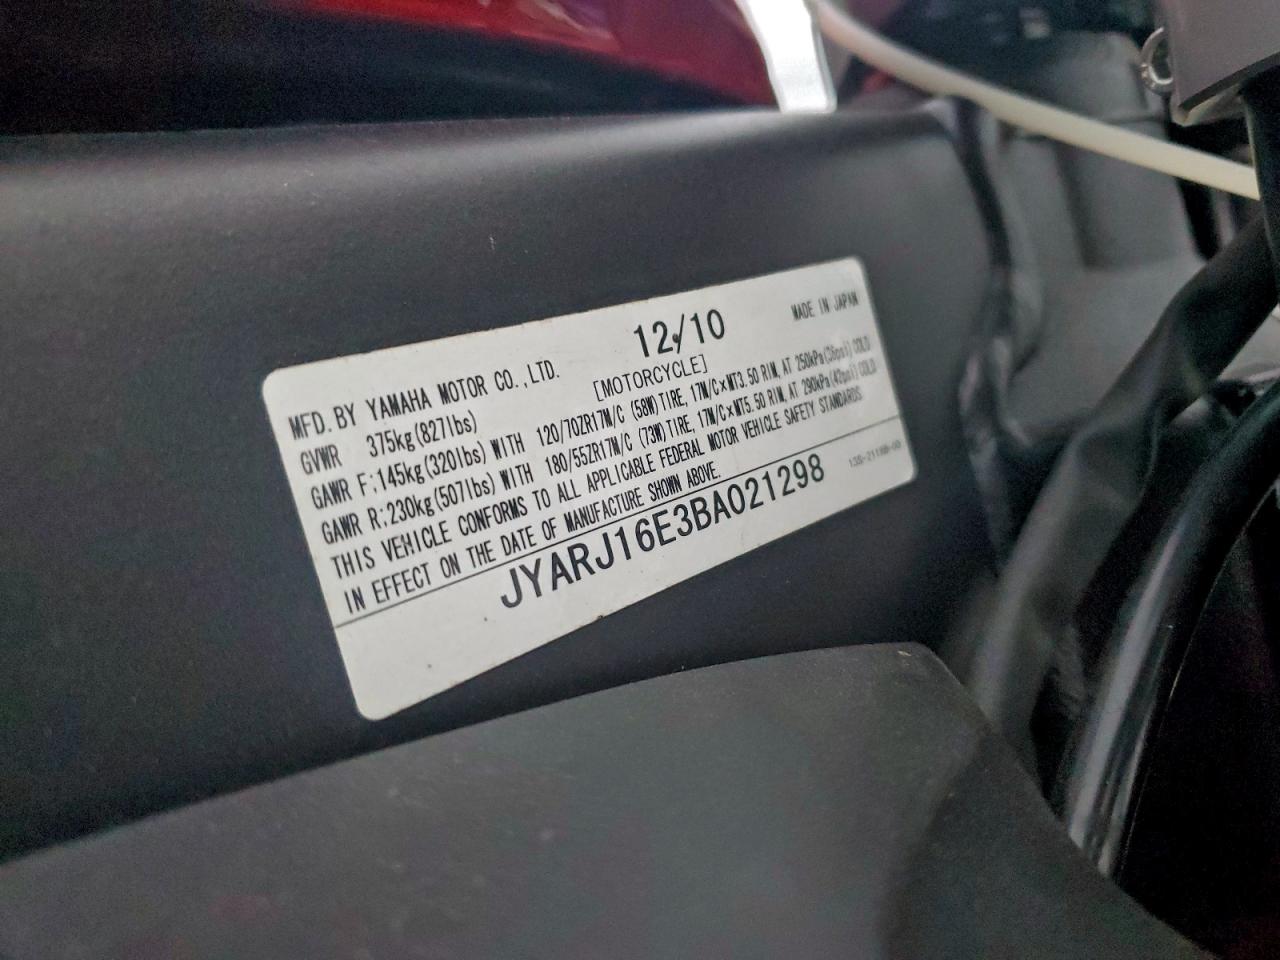 12/10
MADE IN JAPAN
MFD. BY YAMAHA MOTOR CO., LTD.
[MOTORCYCLE]
GVWR 375kg(827lbs)
GAWR F:145kg(320lbs) WITH 120/70ZR17M/C (58W)TIRE, 17M/C×MT3.50 RIM, AT 250kPa(36psi) COLD
GAWR R:230kg(507lbs) WITH 180/55ZR17M/C (73W)TIRE, 17M/C×MT5.50 RIM, AT 290kPa(42psi) COLD
THIS VEHICLE CONFORMS TO ALL APPLICABLE FEDERAL MOTOR VEHICLE SAFETY STANDARDS
IN EFFECT ON THE DATE OF MANUFACTURE SHOWN ABOVE.
JYARJ16E3BA021298